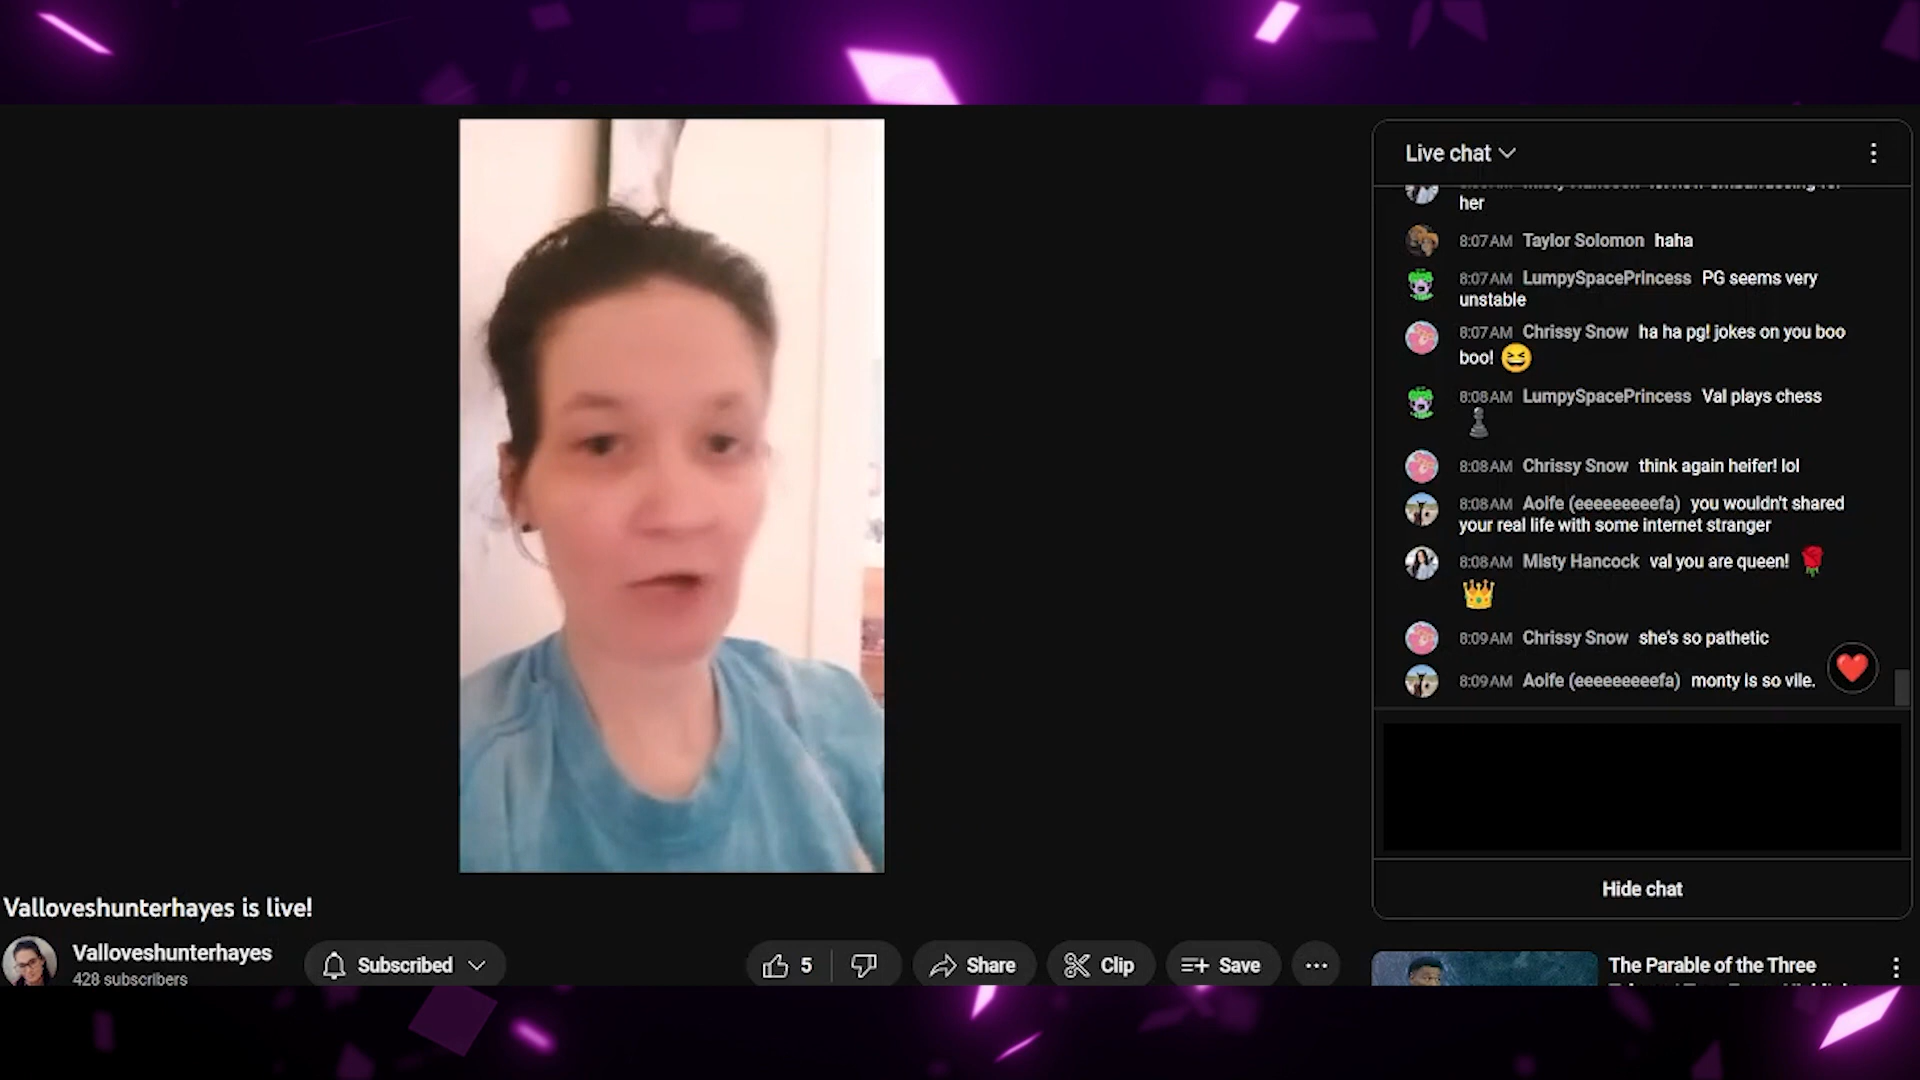 Live chat
her
8:07 AM Taylor Solomon haha
8:07 AM LumpySpacePrincess PG seems very
unstable
8:07 AM Chrissy Snow ha ha pg! jokes on you boo
boo!
8:08 AM LumpySpacePrincess Val plays chess
8:08 AM Chrissy Snow think again heifer! lol
8:08 AM Aoife (eeeeeeeeefa) you wouldn't shared
your real life with some internet stranger
8:08 AM Misty Hancock val you are queen!
8:09 AM Chrissy Snow she's so pathetic
8:09 AM Aoife (eeeeeeeeefa) monty is so vile.
Hide chat
Valloveshunterhayes is live!
Valloveshunterhayes
428 subscribers
Subscribed
5
Share
Clip
Save
The Parable of the Three